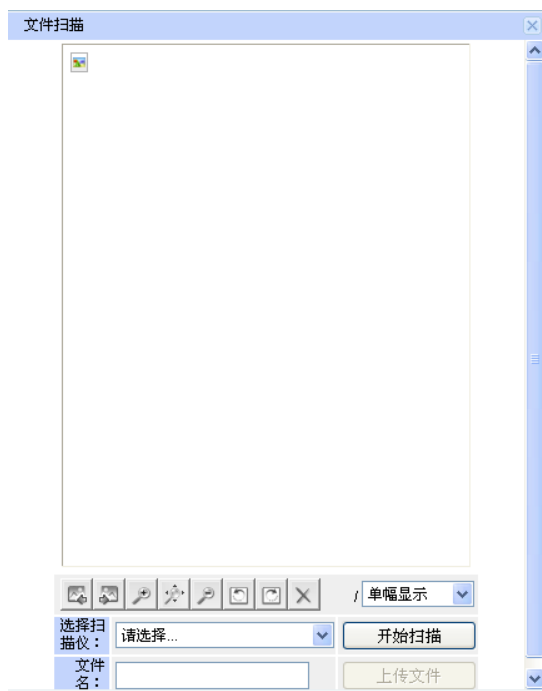 文件扫描
/ 单幅显示
选择扫
描仪：
请选择...
开始扫描
文件
名：
上传文件